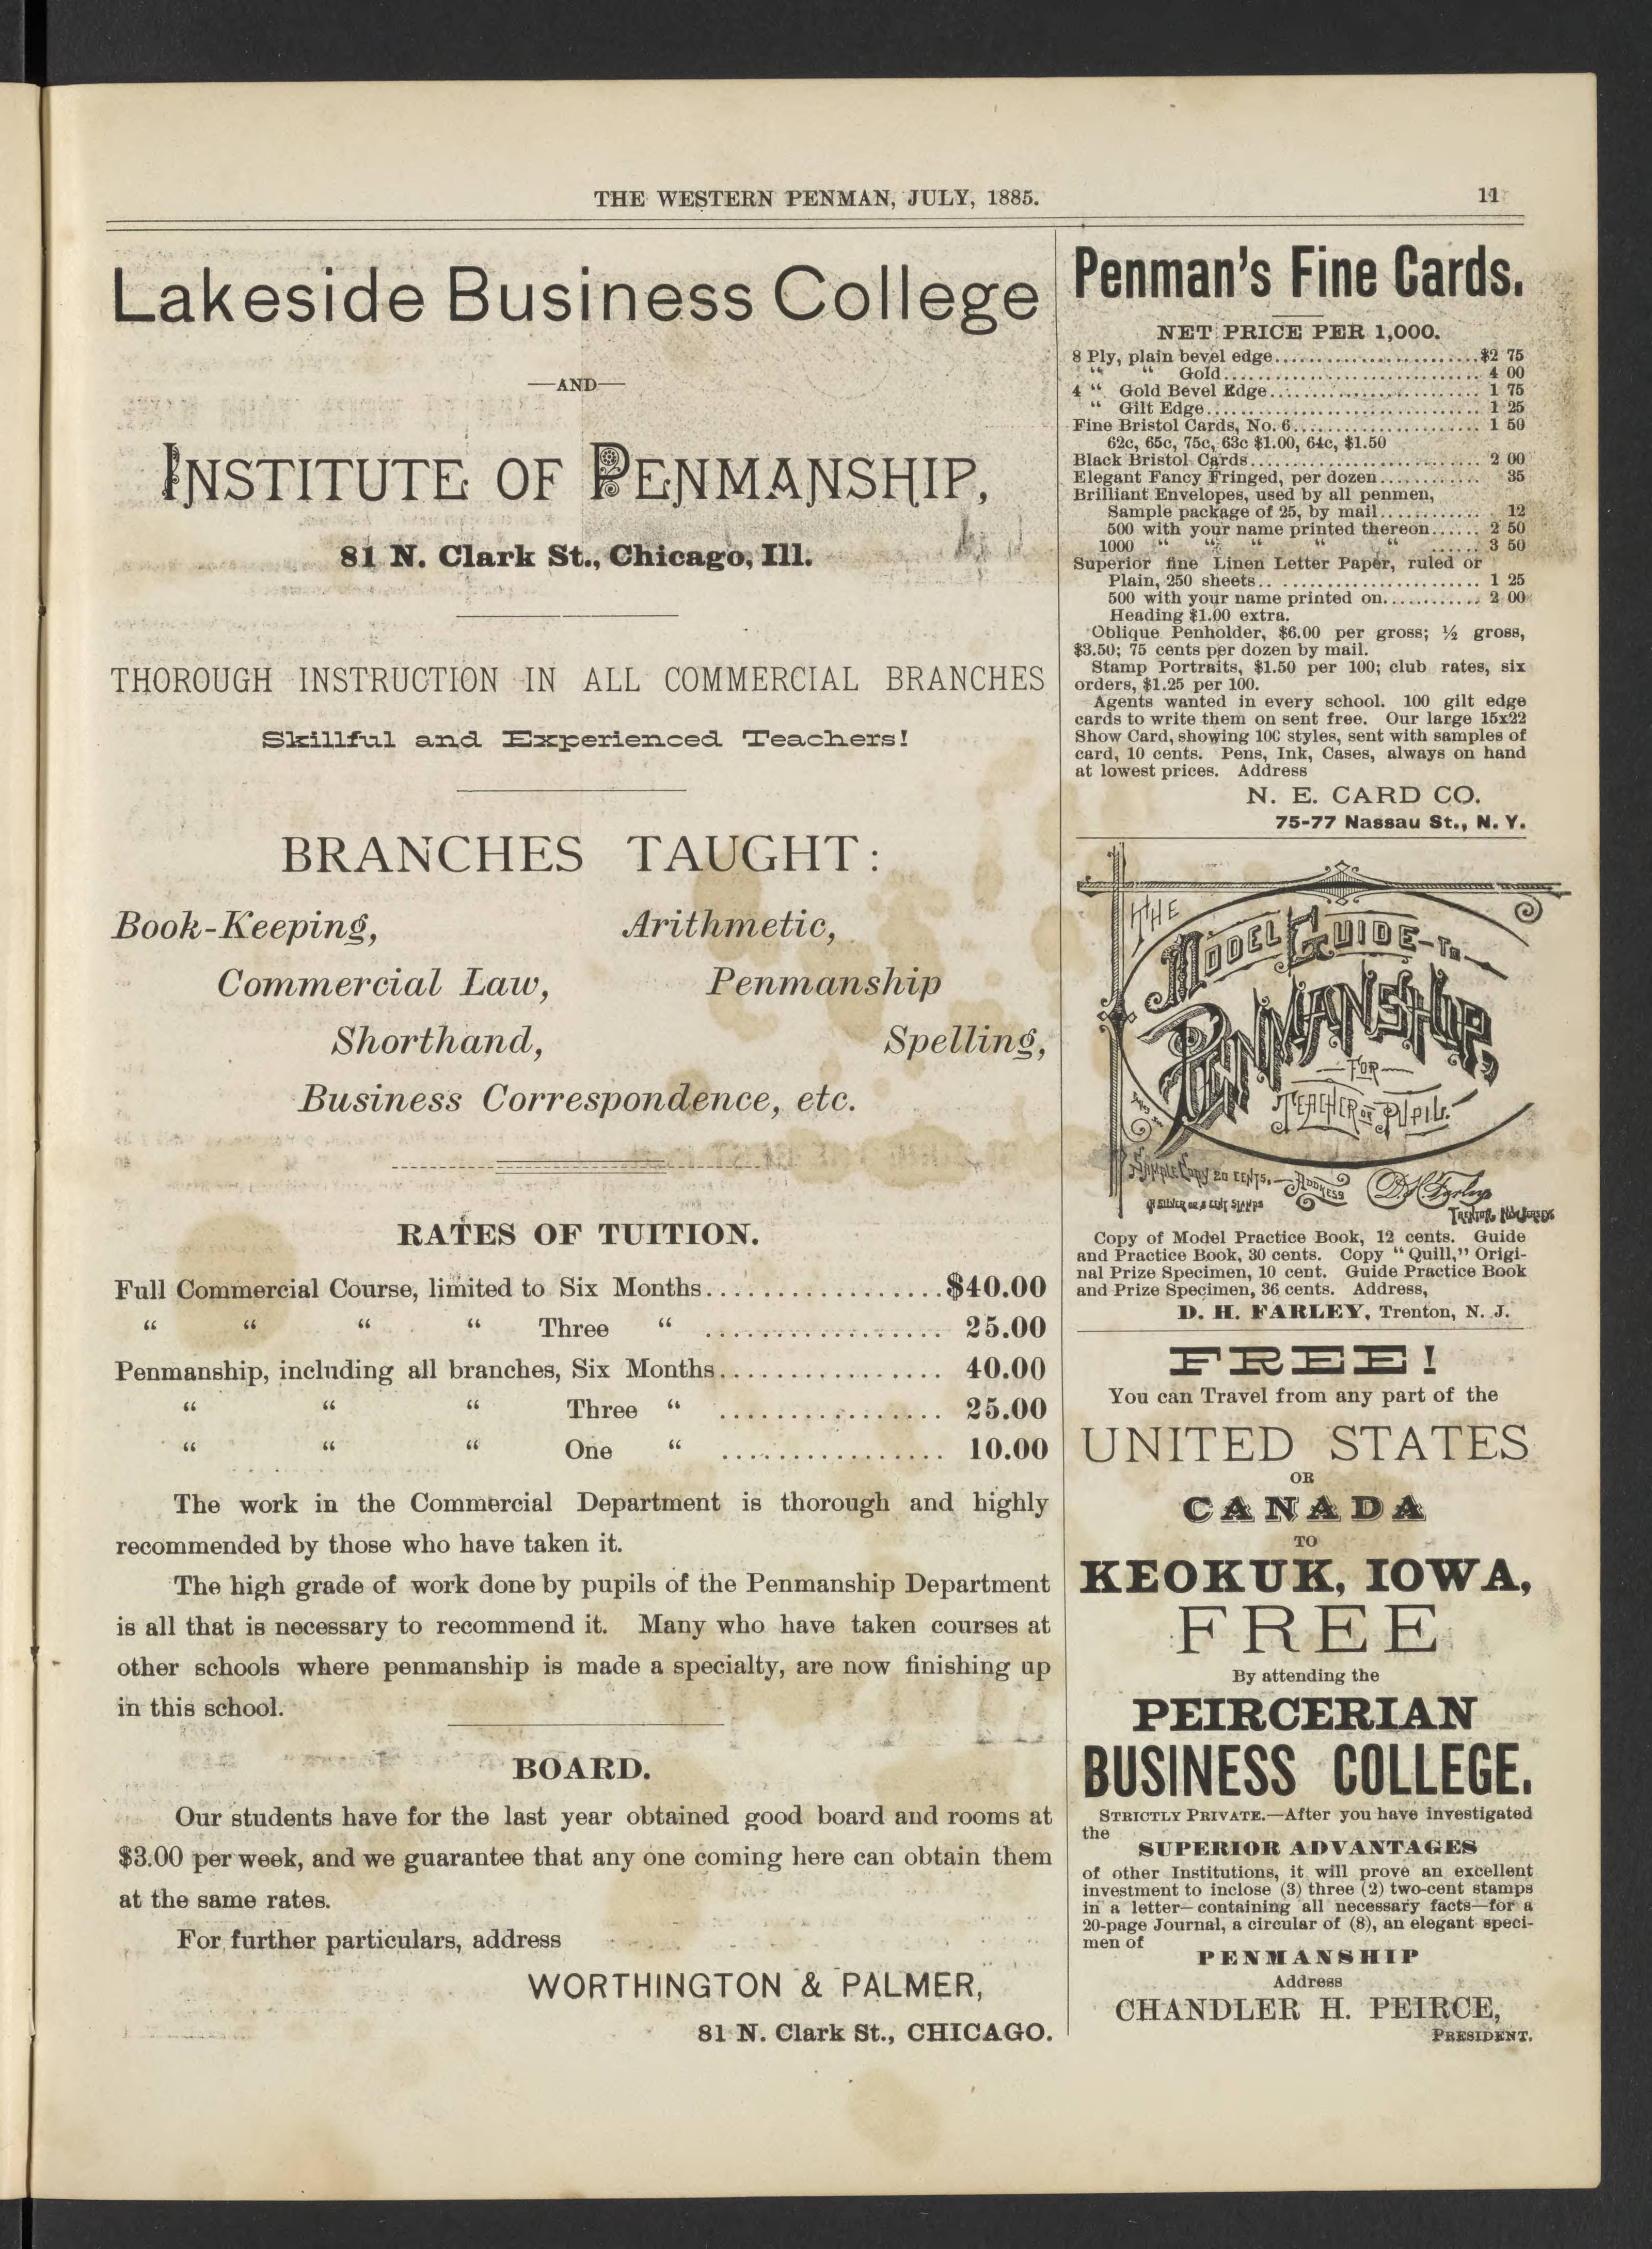 THE WESTERN PENMAN, JULY, 1885.
11
Lakeside Business College
—AND—
INSTITUTE OF PENMANSHIP,
81 N. Clark St., Chicago, Ill.
THOROUGH INSTRUCTION IN ALL COMMERCIAL BRANCHES
Skillful and Experienced Teachers!
BRANCHES TAUGHT:
Book-Keeping, Arithmetic,
Commercial Law, Penmanship
Shorthand, Spelling,
Business Correspondence, etc.
RATES OF TUITION.
Full Commercial Course, limited to Six Months.................$40.00
“ “ “ “ Three “ .................. 25.00
Penmanship, including all branches, Six Months................ 40.00
“ “ “ Three “ ................ 25.00
“ “ “ One “ ................ 10.00
The work in the Commercial Department is thorough and highly
recommended by those who have taken it.
The high grade of work done by pupils of the Penmanship Department
is all that is necessary to recommend it. Many who have taken courses at
other schools where penmanship is made a specialty, are now finishing up
in this school.
BOARD.
Our students have for the last year obtained good board and rooms at
$3.00 per week, and we guarantee that any one coming here can obtain them
at the same rates.
For further particulars, address
WORTHINGTON & PALMER,
81 N. Clark St., CHICAGO.
Penman's Fine Cards.
NET PRICE PER 1,000.
8 Ply, plain bevel edge..........................$2 75
“ “ Gold................................ 4 00
4 “ Gold Bevel Edge.......................... 1 75
“ Gilt Edge.................................. 1 25
Fine Bristol Cards, No. 6....................... 1 50
62c, 65c, 75c, 63c $1.00, 64c, $1.50
Black Bristol Cards............................. 2 00
Elegant Fancy Fringed, per dozen............ 35
Brilliant Envelopes, used by all penmen,
Sample package of 25, by mail............ 12
500 with your name printed thereon...... 2 50
1000 “ “ “ “ “ ...... 3 50
Superior fine Linen Letter Paper, ruled or
Plain, 250 sheets.......................... 1 25
500 with your name printed on............ 2 00
Heading $1.00 extra.
Oblique Penholder, $6.00 per gross; ½ gross,
$3.50; 75 cents per dozen by mail.
Stamp Portraits, $1.50 per 100; club rates, six
orders, $1.25 per 100.
Agents wanted in every school. 100 gilt edge
cards to write them on sent free. Our large 15x22
Show Card, showing 100 styles, sent with samples of
card, 10 cents. Pens, Ink, Cases, always on hand
at lowest prices. Address
N. E. CARD CO.
75-77 Nassau St., N. Y.
THE
MODEL GUIDE TO
PENMANSHIP,
—FOR—
TEACHER OR PUPIL.
SAMPLE COPY 20 CENTS. ADDRESS D H Farley
IN SILVER OR 2 CENT STAMPS
TRENTON, NEW JERSEY.
Copy of Model Practice Book, 12 cents. Guide
and Practice Book, 30 cents. Copy “Quill,” Origi-
nal Prize Specimen, 10 cent. Guide Practice Book
and Prize Specimen, 36 cents. Address,
D. H. FARLEY, Trenton, N. J.
FREE!
You can Travel from any part of the
UNITED STATES
OR
CANADA
TO
KEOKUK, IOWA,
FREE
By attending the
PEIRCERIAN
BUSINESS COLLEGE.
STRICTLY PRIVATE.—After you have investigated
the
SUPERIOR ADVANTAGES
of other Institutions, it will prove an excellent
investment to inclose (3) three (2) two-cent stamps
in a letter—containing all necessary facts—for a
20-page Journal, a circular of (8), an elegant speci-
men of
PENMANSHIP
Address
CHANDLER H. PEIRCE,
PRESIDENT.